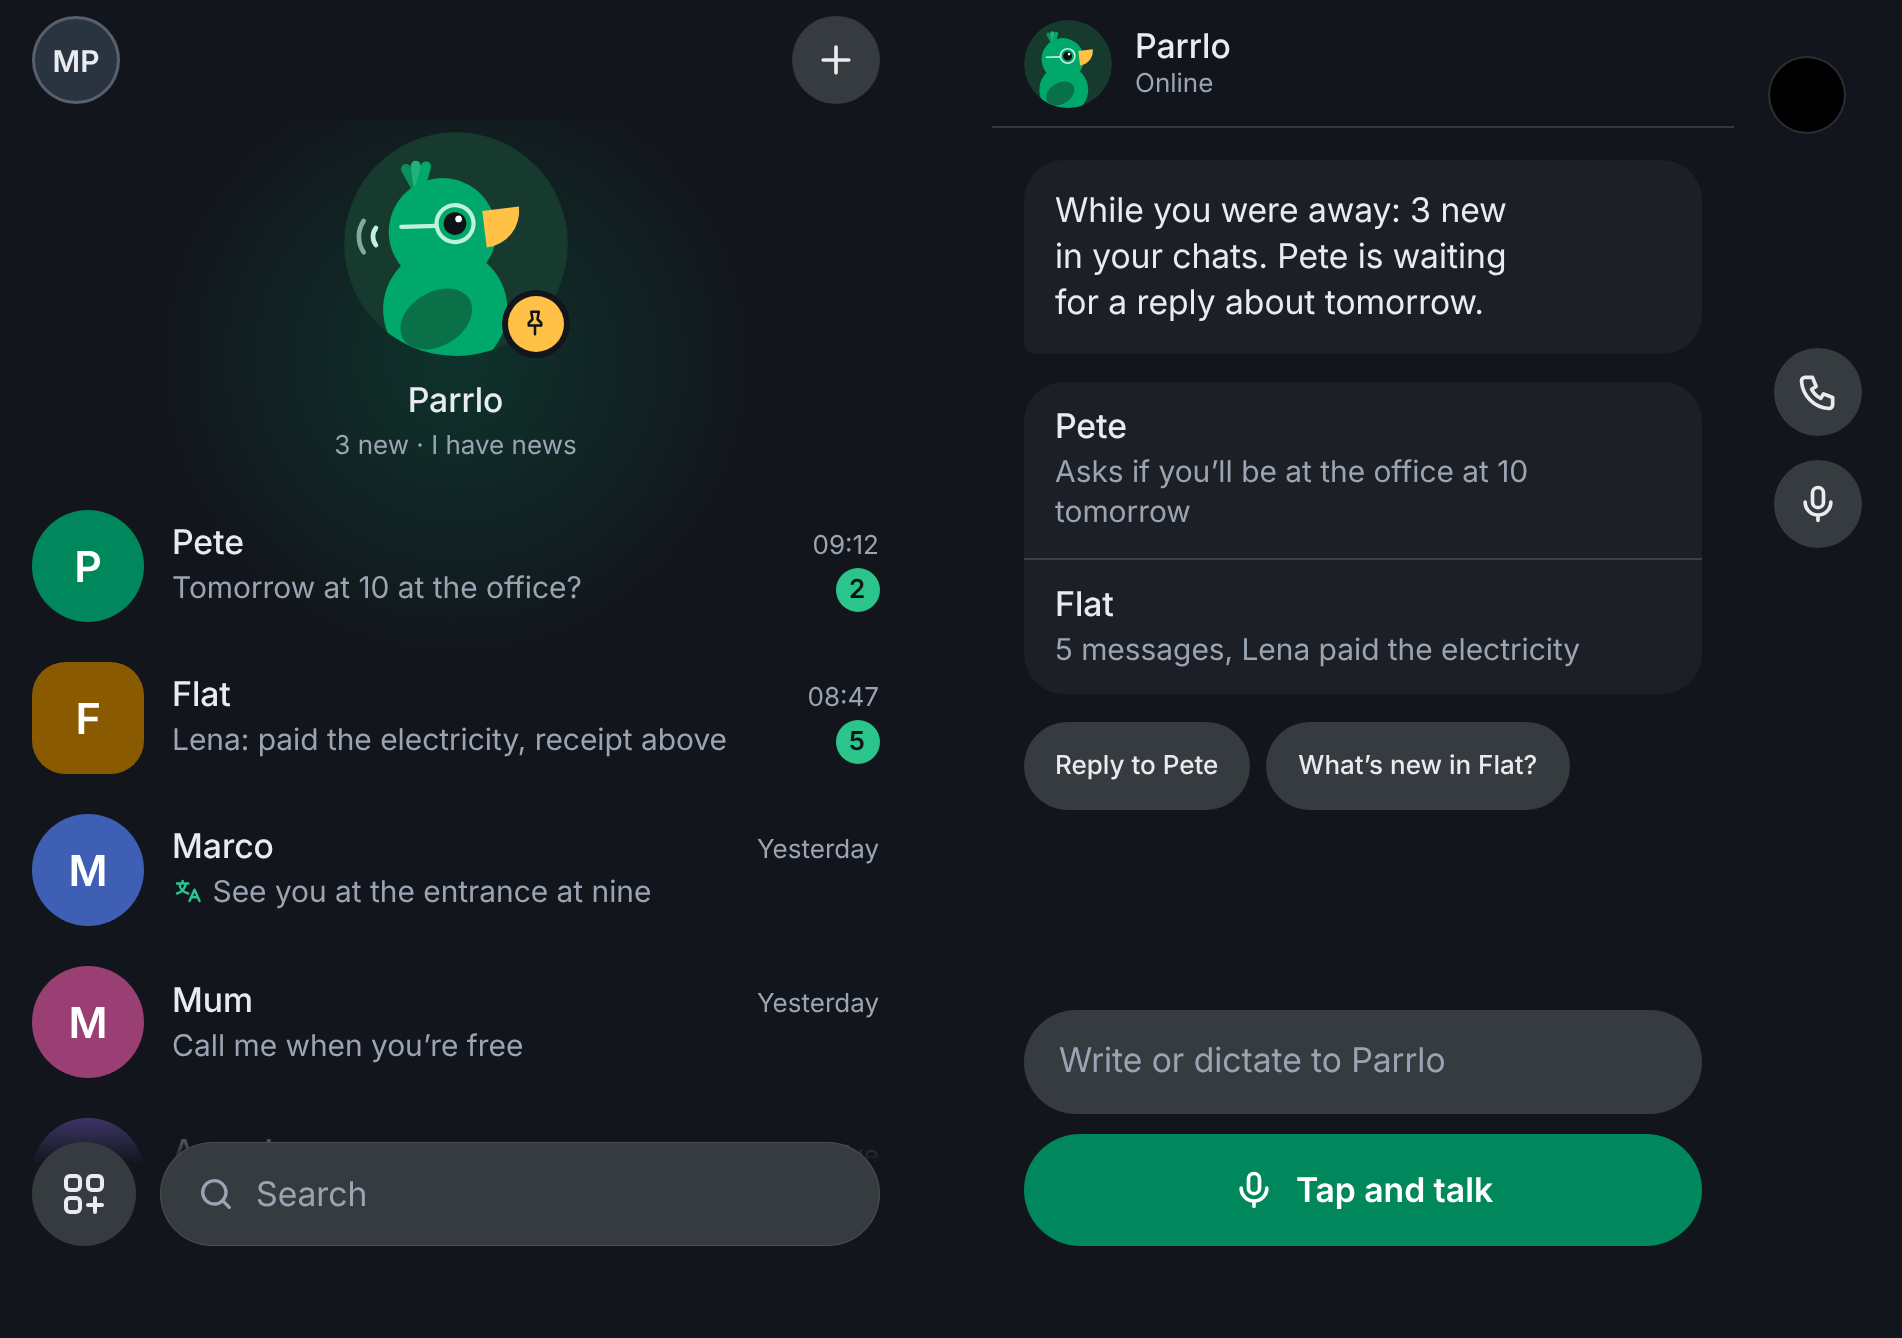 MP
Parrlo
3 new · I have news
P
Pete
09:12
Tomorrow at 10 at the office?
2
F
Flat
08:47
Lena: paid the electricity, receipt above
5
M
Marco
Yesterday
See you at the entrance at nine
M
Mum
Yesterday
Call me when you’re free
Search
Parrlo
Online
While you were away: 3 new
in your chats. Pete is waiting
for a reply about tomorrow.
Pete
Asks if you’ll be at the office at 10
tomorrow
Flat
5 messages, Lena paid the electricity
Reply to Pete
What’s new in Flat?
Write or dictate to Parrlo
Tap and talk